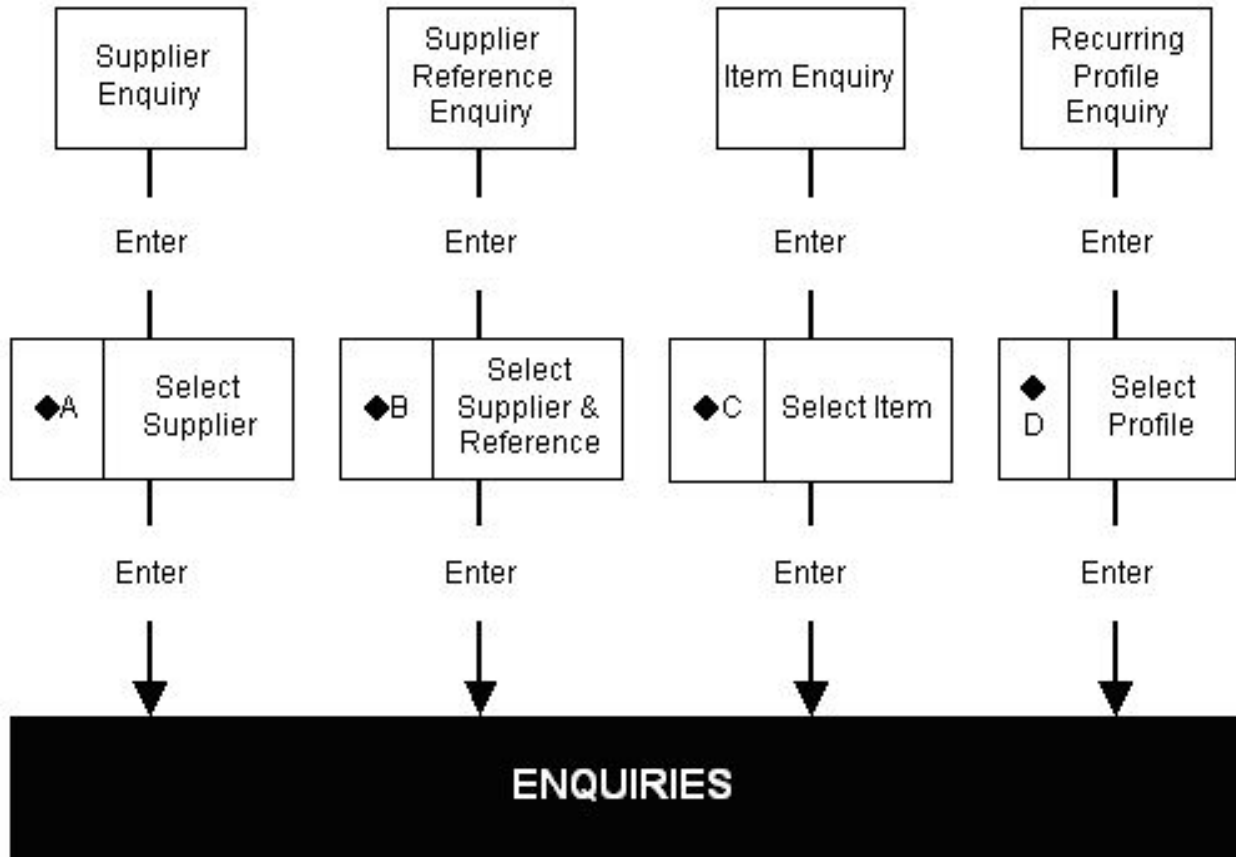 Supplier
Enquiry
Supplier
Reference
Enquiry
Item Enquiry
Recurring
Profile
Enquiry
Enter
Enter
Enter
Enter
◆A
Select
Supplier
◆B
Select
Supplier &
Reference
◆C
Select Item
◆
D
Select
Profile
Enter
Enter
Enter
Enter
ENQUIRIES